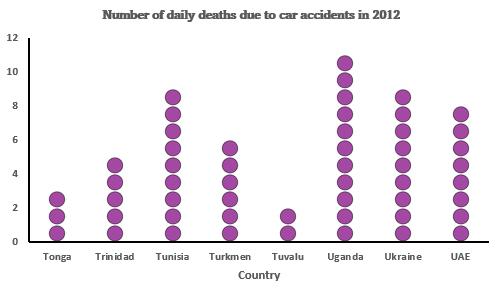 Number of daily deaths due to car accidents in 2012
12
10
8
6
4
2
0
Tonga Trinidad Tunisia Turkmen Tuvalu Uganda Ukraine UAE
Country